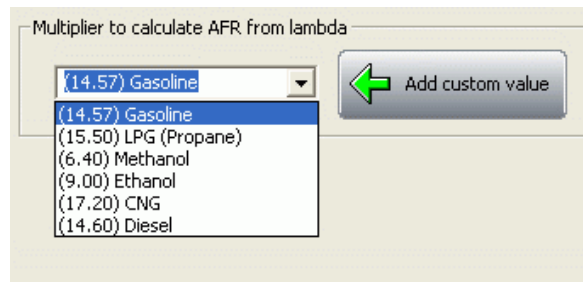 Multiplier to calculate AFR from lambda
(14.57) Gasoline
Add custom value
(14.57) Gasoline
(15.50) LPG (Propane)
(6.40) Methanol
(9.00) Ethanol
(17.20) CNG
(14.60) Diesel